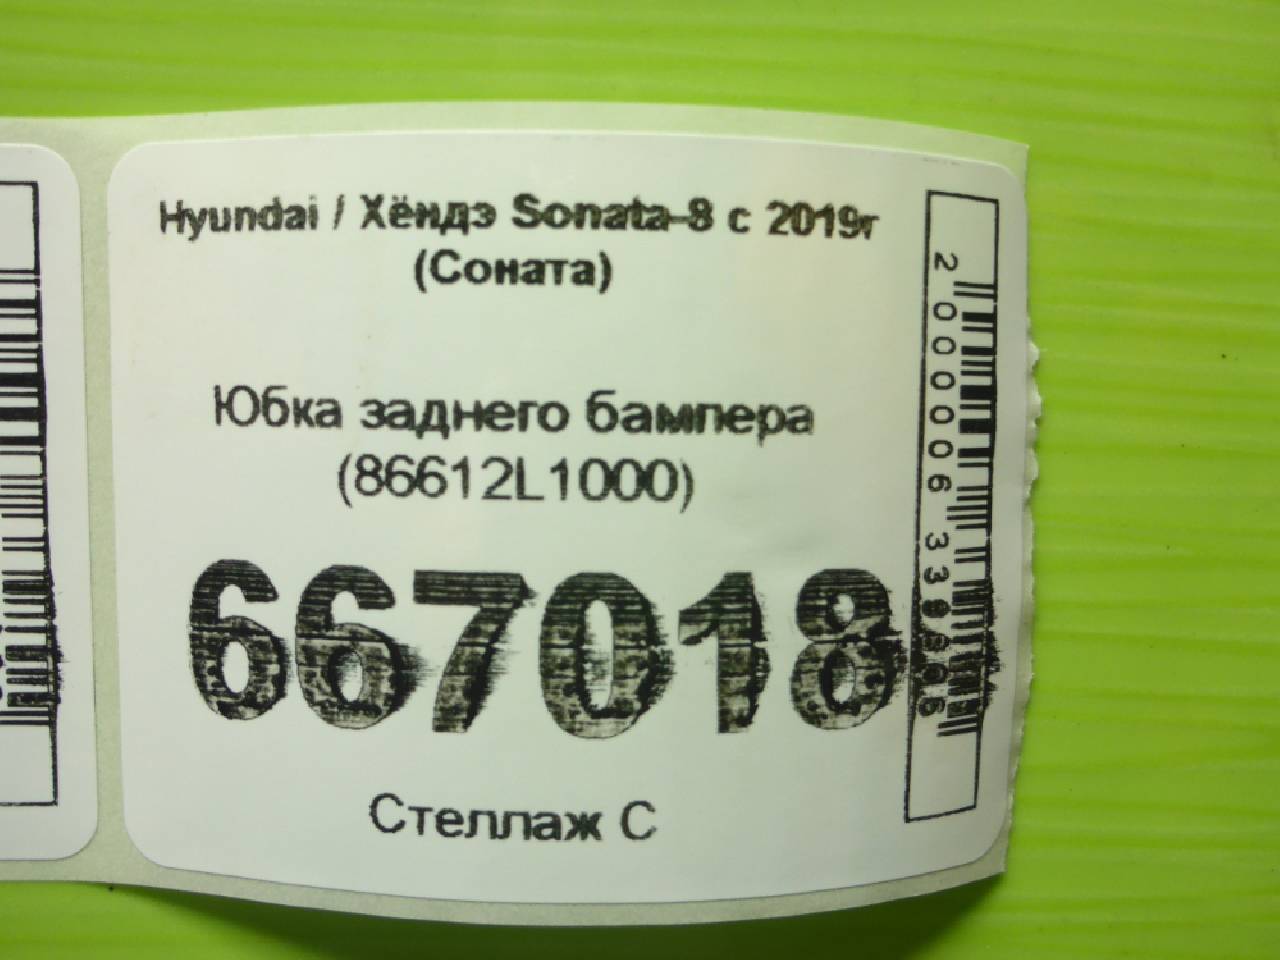 Hyundai / Хёндэ Sonata-8 с 2019г
(Соната)
Юбка заднего бампера
(86612L1000)
667018
Стеллаж С